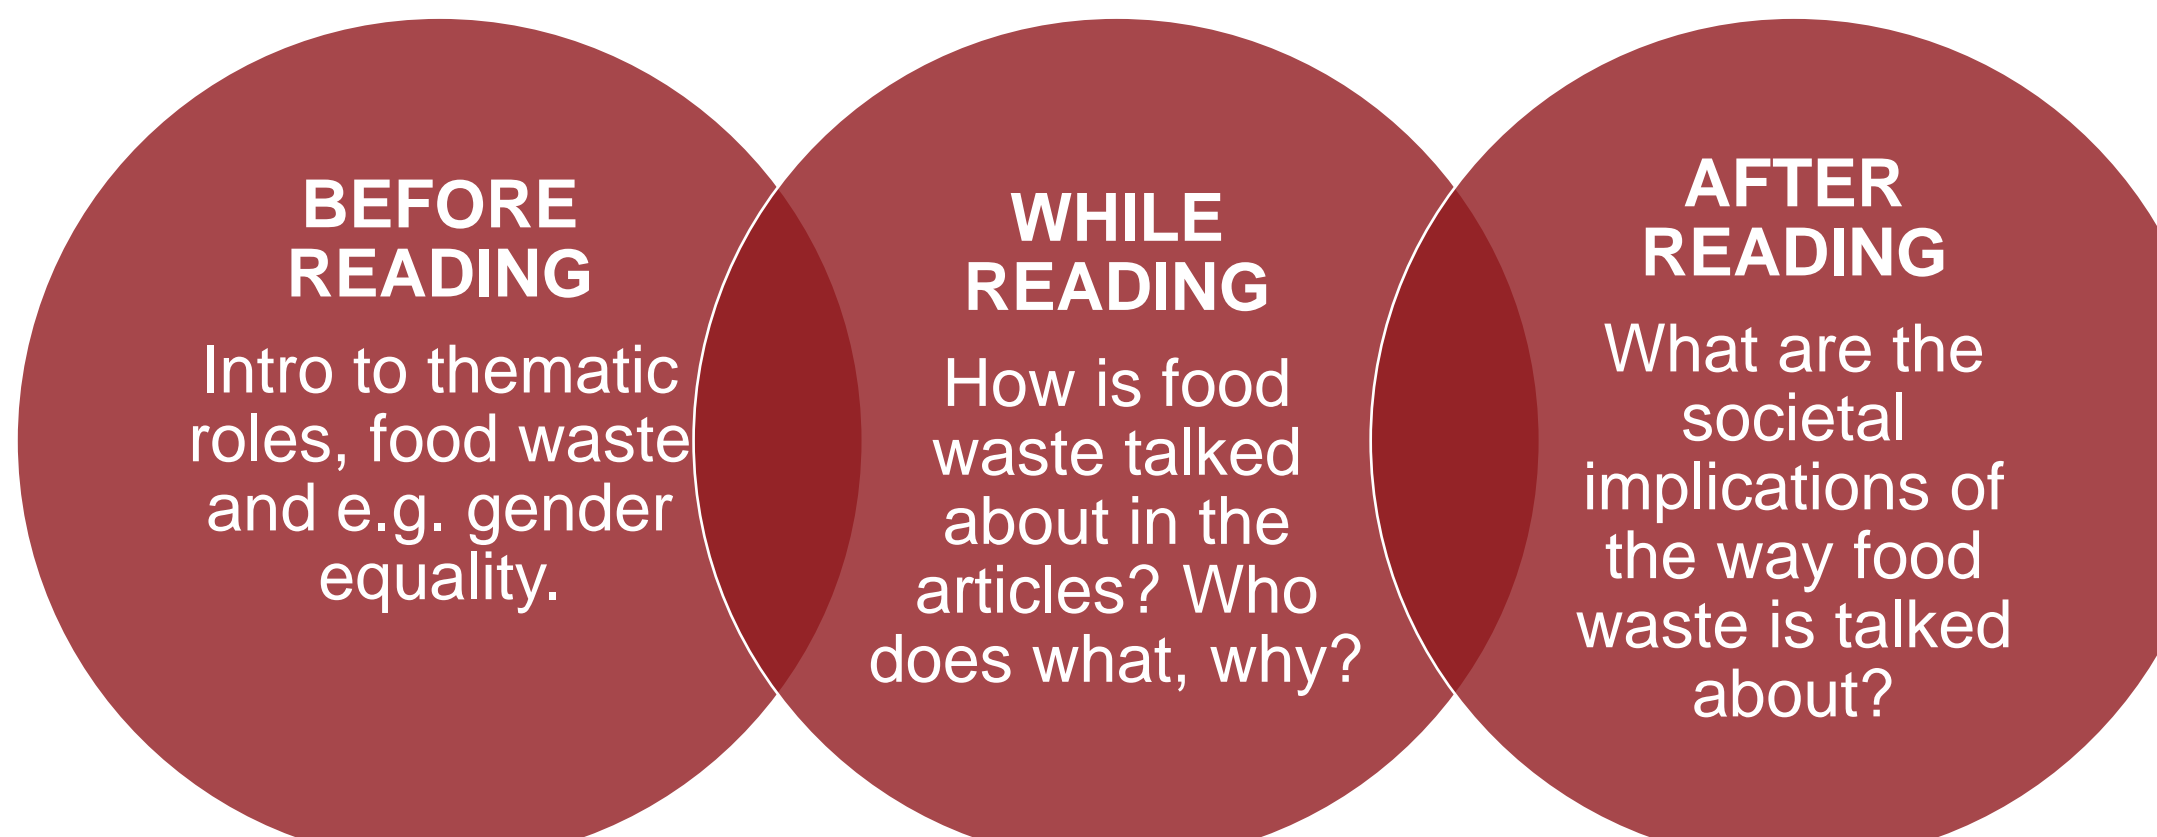 BEFORE
READING
Intro to thematic
roles, food waste
and e.g. gender
equality.
WHILE
READING
How is food
waste talked
about in the
articles? Who
does what, why?
AFTER
READING
What are the
societal
implications of
the way food
waste is talked
about?